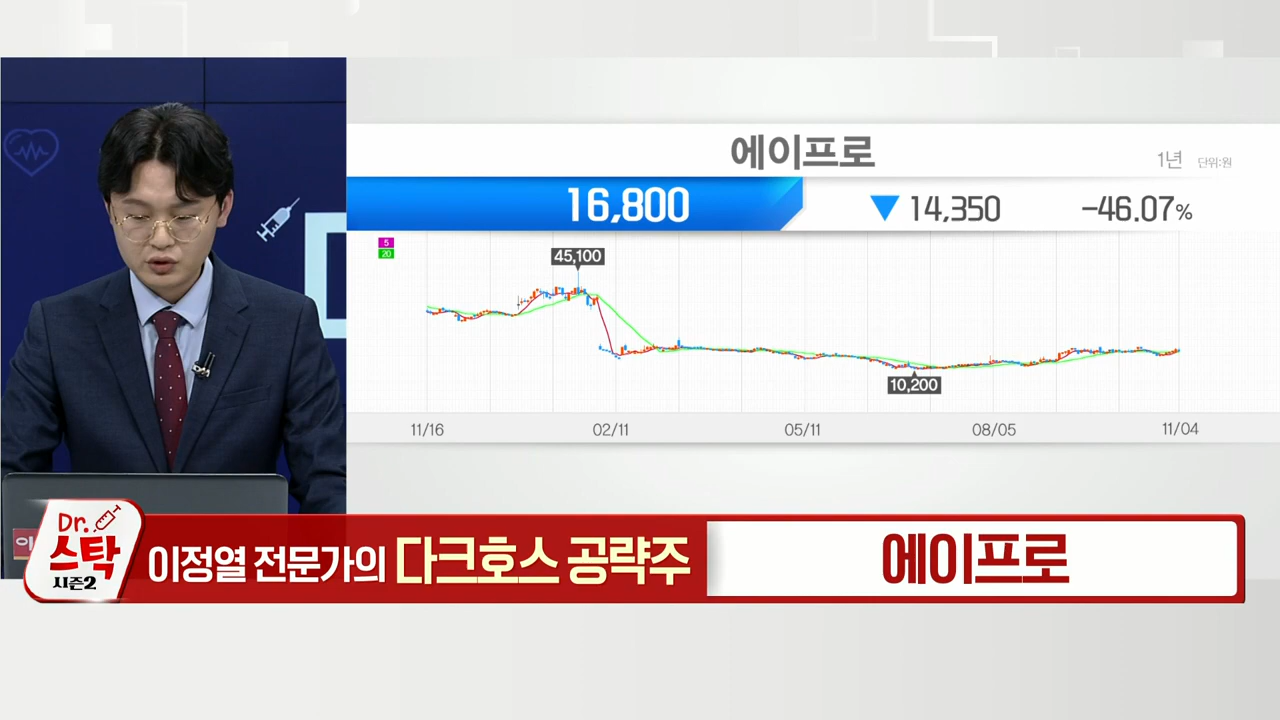 에이프로
1년 단위:원
16,800
▼ 14,350
-46.07%
5
20
45,100
10,200
11/16
02/11
05/11
08/05
11/04
Dr.
스탁
시즌2
이정열 전문가의 다크호스 공략주
에이프로